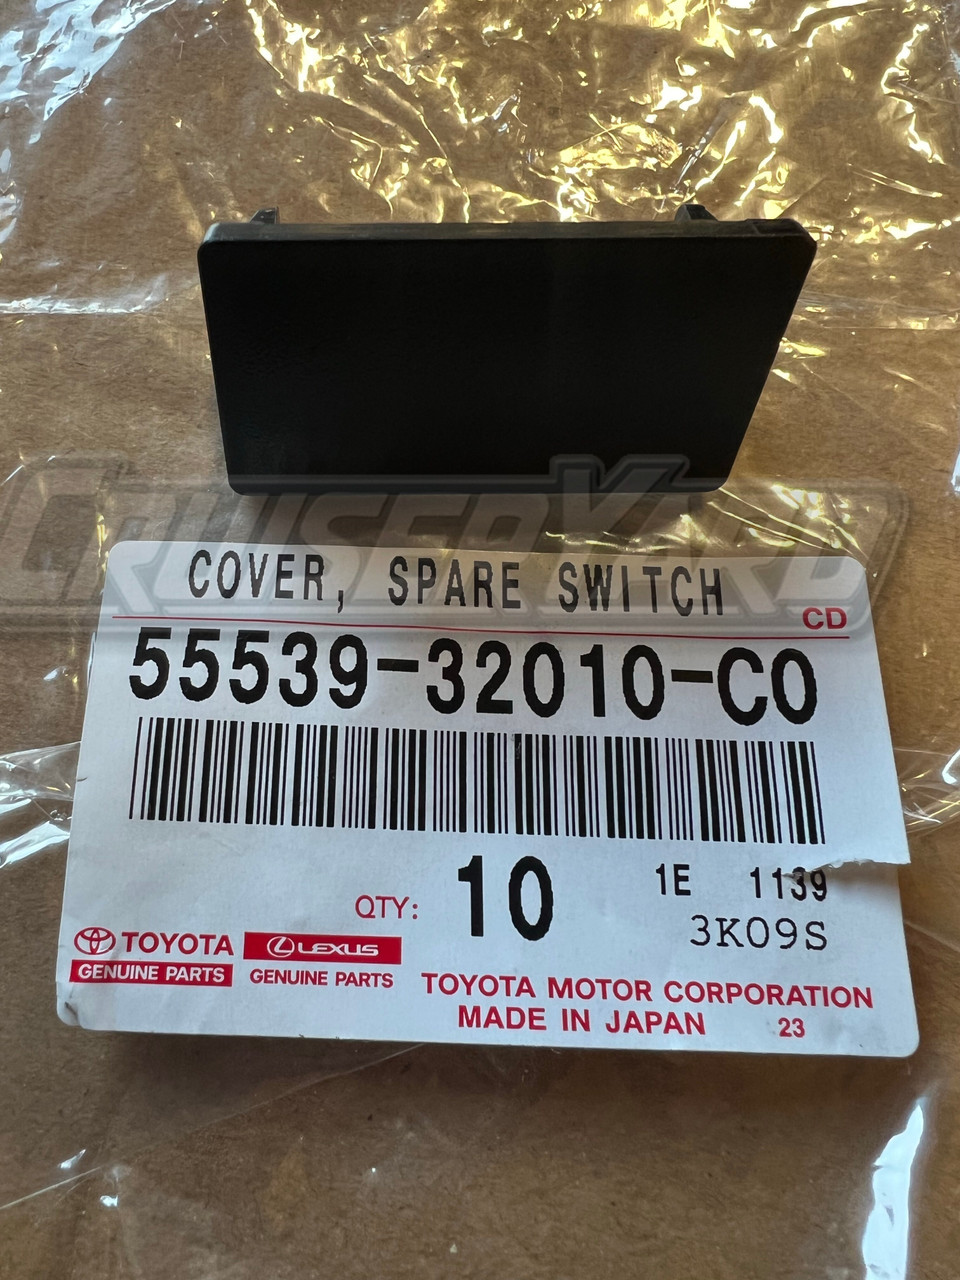 CRUISERYARD
COVER, SPARE SWITCH
CD
55539-32010-C0
QTY: 10 1E 1139
3K09S
TOYOTA LEXUS
GENUINE PARTS GENUINE PARTS
TOYOTA MOTOR CORPORATION
MADE IN JAPAN 23